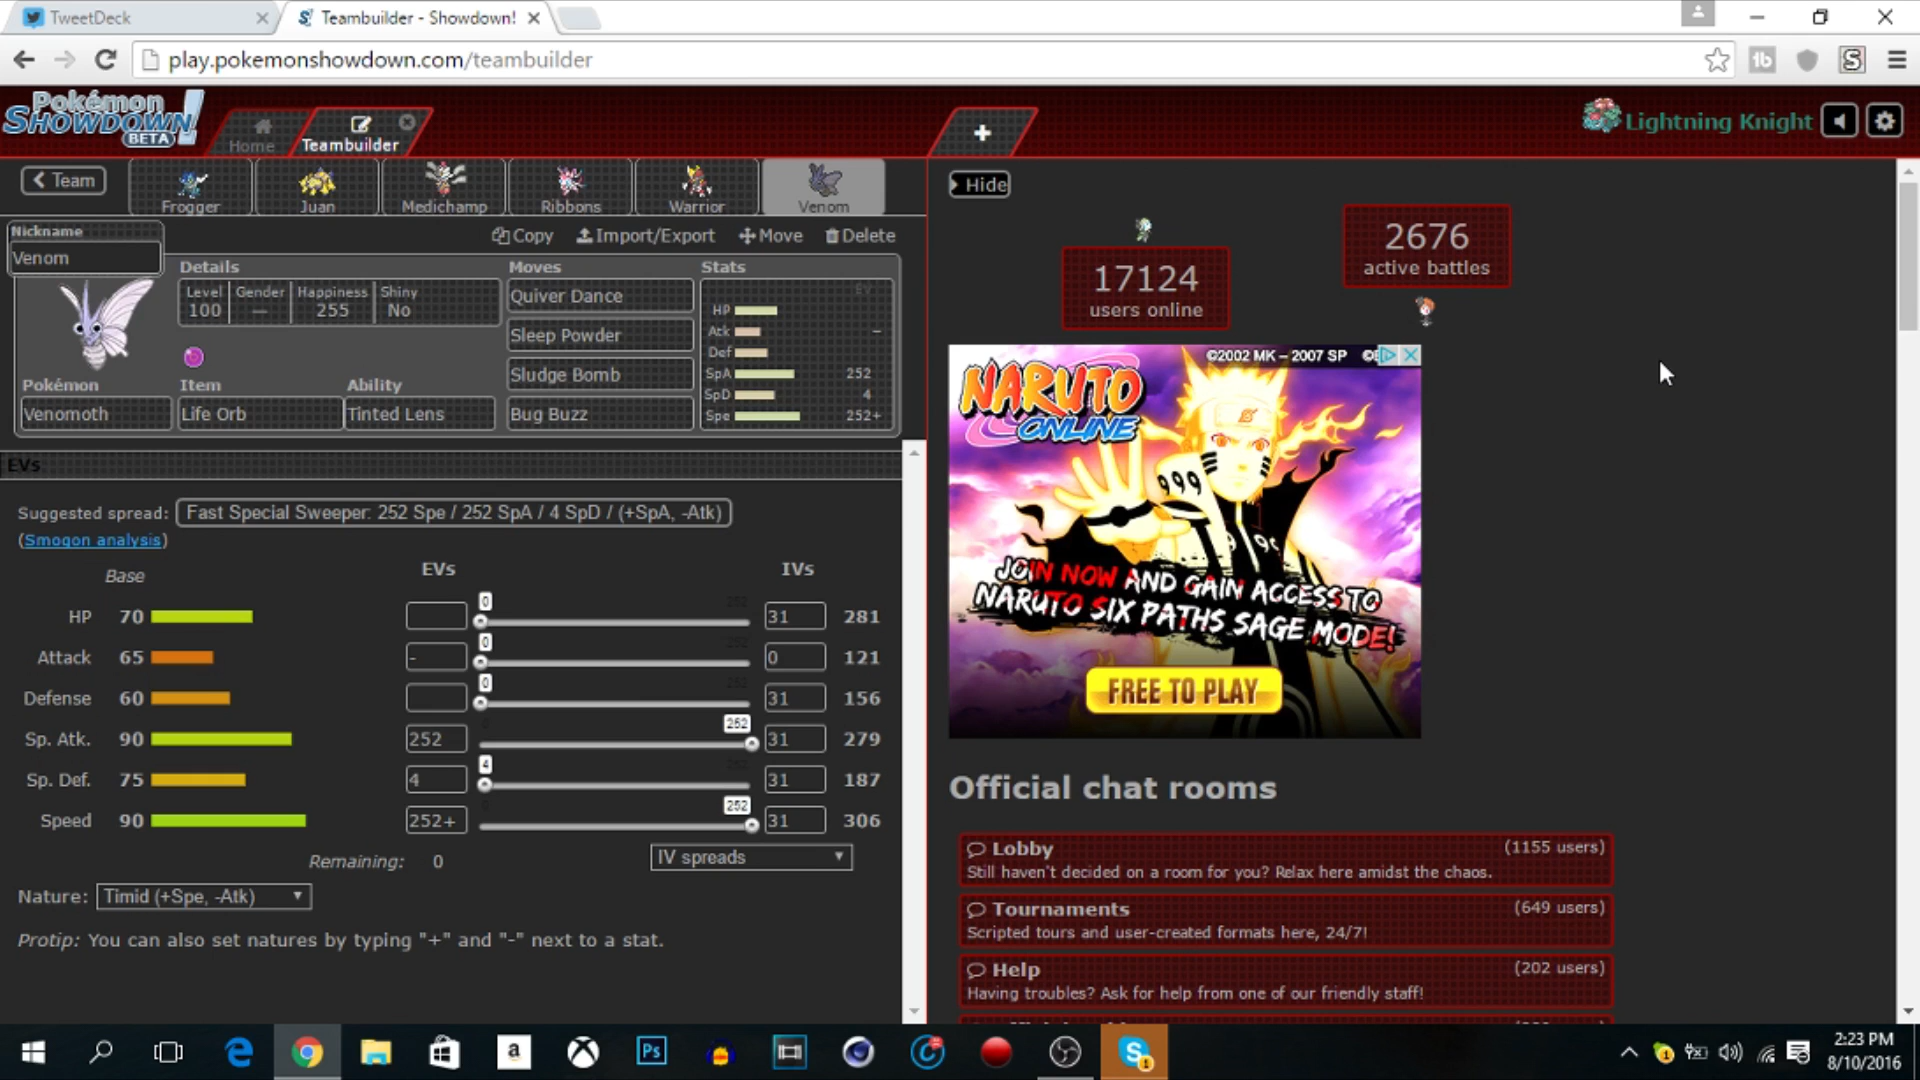 TweetDeck
Teambuilder - Showdown!
play.pokemonshowdown.com/teambuilder
Pokémon
SHOWDOWN!
BETA
Home
Teambuilder
+
Lightning Knight
Team
Frogger
Juan
Medichamp
Ribbons
Warrior
Venom
Copy
Import/Export
Move
Delete
Nickname
Venom
Details
Level
100
Gender
—
Happiness
255
Shiny
No
Pokémon
Venomoth
Item
Life Orb
Ability
Tinted Lens
Moves
Quiver Dance
Sleep Powder
Sludge Bomb
Bug Buzz
Stats
EV
HP
Atk –
Def
SpA 252
SpD 4
Spe 252+
EVs
Suggested spread: Fast Special Sweeper: 252 Spe / 252 SpA / 4 SpD / (+SpA, -Atk)
(Smogon analysis)
Base EVs IVs
HP 70 0 252 31 281
Attack 65 - 0 252 0 121
Defense 60 0 252 31 156
Sp. Atk. 90 252 252 31 279
Sp. Def. 75 4 4 252 31 187
Speed 90 252+ 252 31 306
Remaining: 0
IV spreads
Nature: Timid (+Spe, -Atk)
Protip: You can also set natures by typing "+" and "-" next to a stat.
Hide
17124
users online
2676
active battles
©2002 MK – 2007 SP
NARUTO
ONLINE
JOIN NOW AND GAIN ACCESS TO
NARUTO SIX PATHS SAGE MODE!
FREE TO PLAY
Official chat rooms
Lobby (1155 users)
Still haven't decided on a room for you? Relax here amidst the chaos.
Tournaments (649 users)
Scripted tours and user-created formats here, 24/7!
Help (202 users)
Having troubles? Ask for help from one of our friendly staff!
2:23 PM
8/10/2016